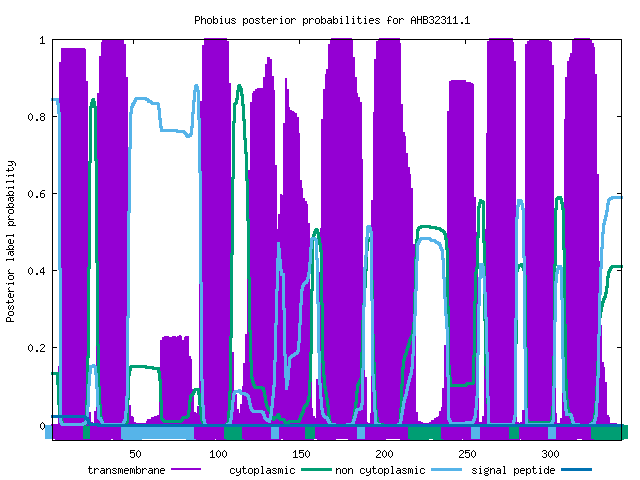 Phobius posterior probabilities for AHB32311.1
1
0.8
0.6
0.4
0.2
0
Posterior label probability
50
100
150
200
250
300
transmembrane
cytoplasmic
non cytoplasmic
signal peptide